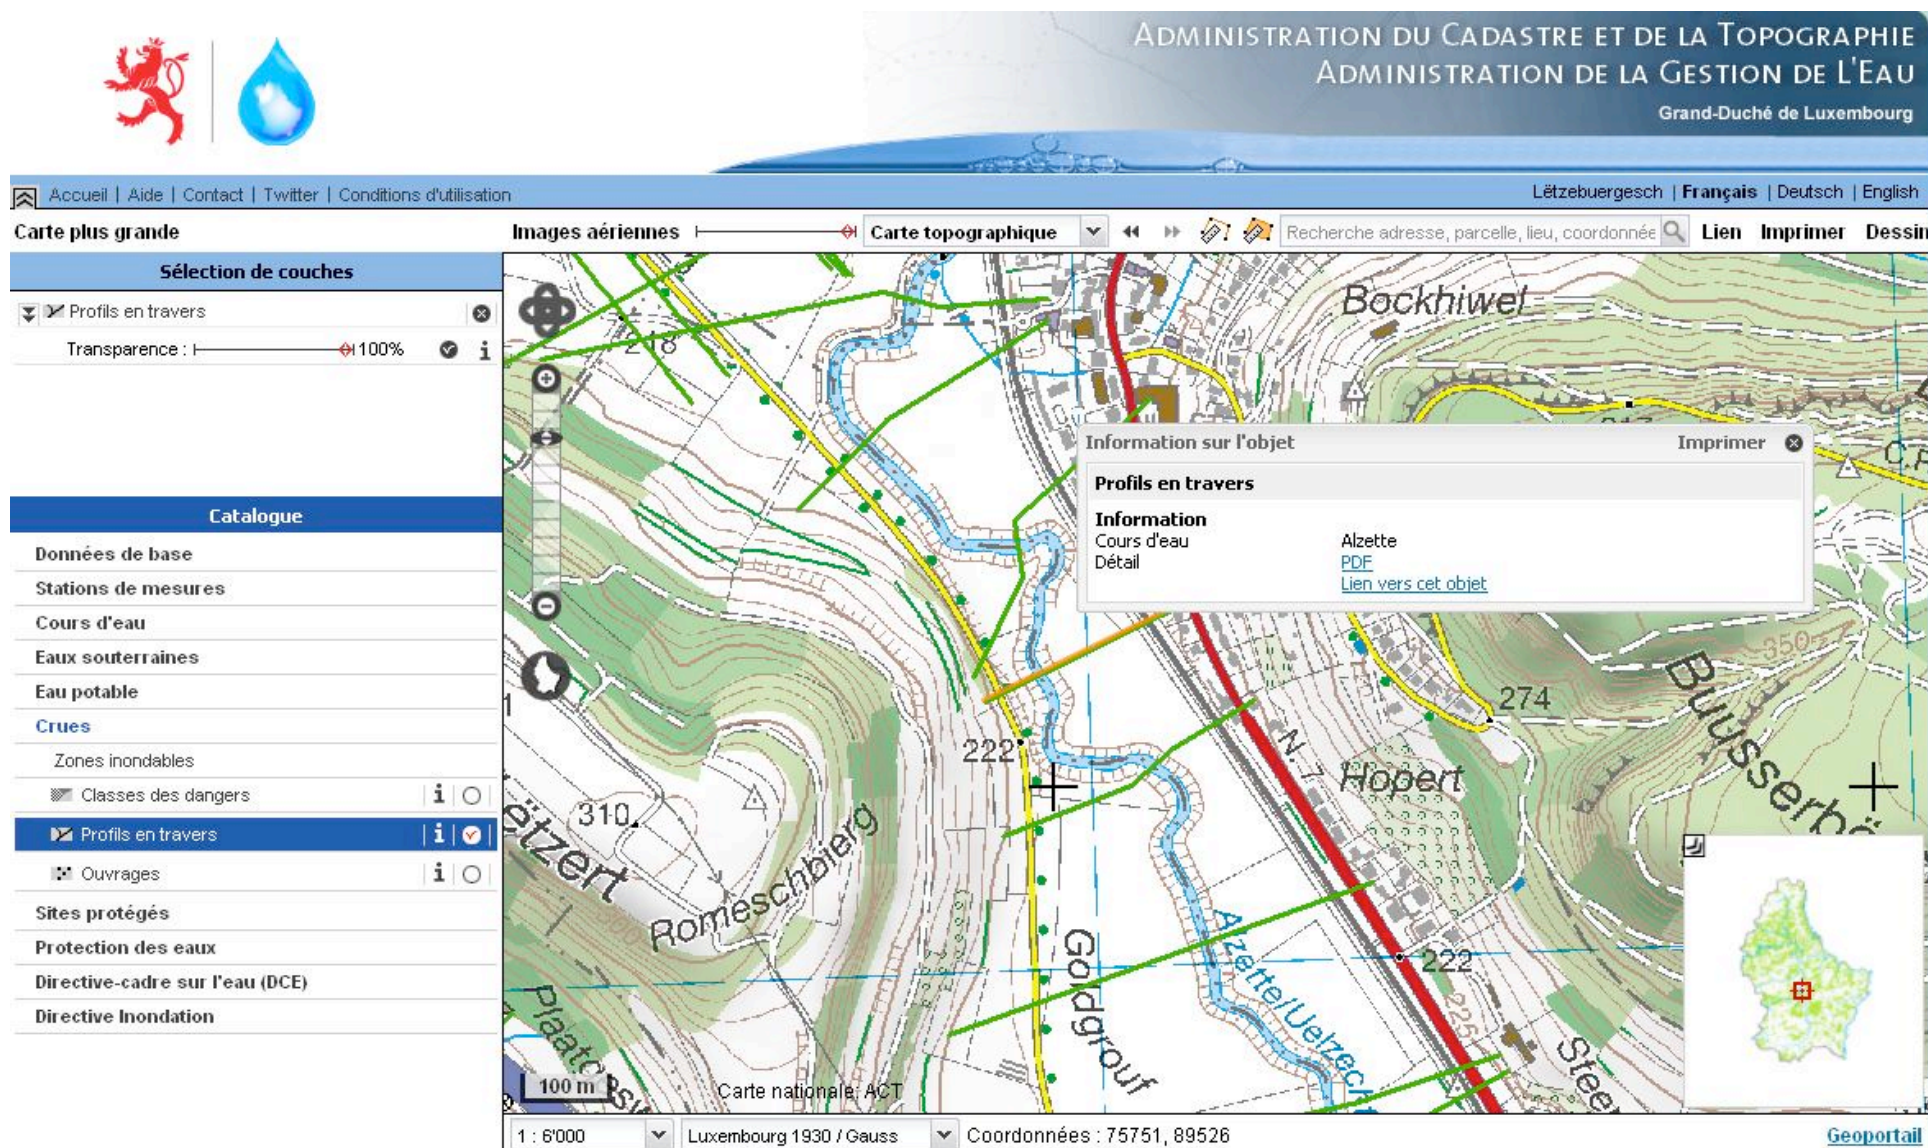 ADMINISTRATION DU CADASTRE ET DE LA TOPOGRAPHIE
ADMINISTRATION DE LA GESTION DE L'EAU
Grand-Duché de Luxembourg
Accueil | Aide | Contact | Twitter | Conditions d'utilisation
Lëtzebuergesch | Français | Deutsch | English
Carte plus grande
Images aériennes
Carte topographique
Recherche adresse, parcelle, lieu, coordonnée
Lien Imprimer Dessin
Sélection de couches
Profils en travers
Transparence : 100%
Catalogue
Données de base
Stations de mesures
Cours d'eau
Eaux souterraines
Eau potable
Crues
Zones inondables
Classes des dangers
Profils en travers
Ouvrages
Sites protégés
Protection des eaux
Directive-cadre sur l'eau (DCE)
Directive Inondation
Bockhiwel
218
Information sur l'objet Imprimer
Profils en travers
Information
Cours d'eau Alzette
Détail PDF
Lien vers cet objet
350
274
222
N. 7
Hopert
310
Romeschbierg
Goldgrouf
Azette/Uelzecht
222
225
100 m
Carte nationale: ACT
1 : 6'000
Luxembourg 1930 / Gauss
Coordonnées : 75751, 89526
Geoportail